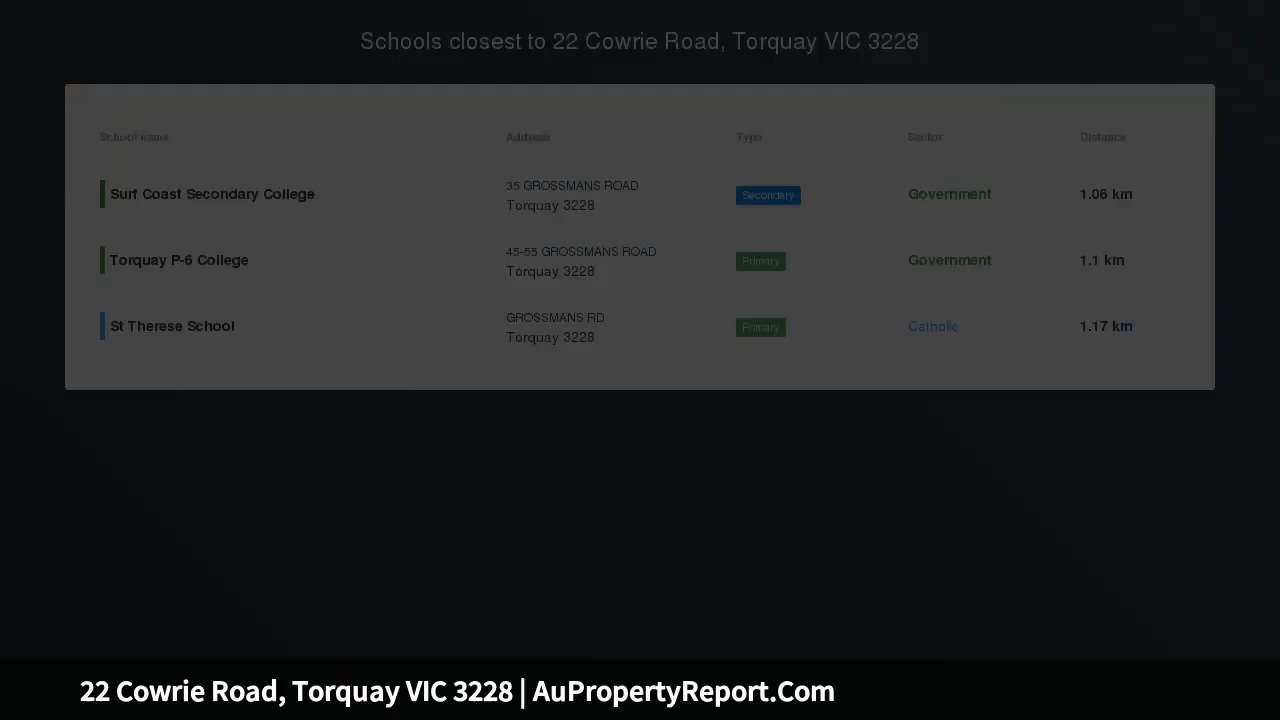 Schools closest to 22 Cowrie Road, Torquay VIC 3228
School name Address Type Sector Distance
Surf Coast Secondary College 35 GROSSMANS ROAD Torquay 3228 Secondary Government 1.06 km
Torquay P-6 College 45-55 GROSSMANS ROAD Torquay 3228 Primary Government 1.1 km
St Therese School GROSSMANS RD Torquay 3228 Primary Catholic 1.17 km
22 Cowrie Road, Torquay VIC 3228 | AuPropertyReport.Com